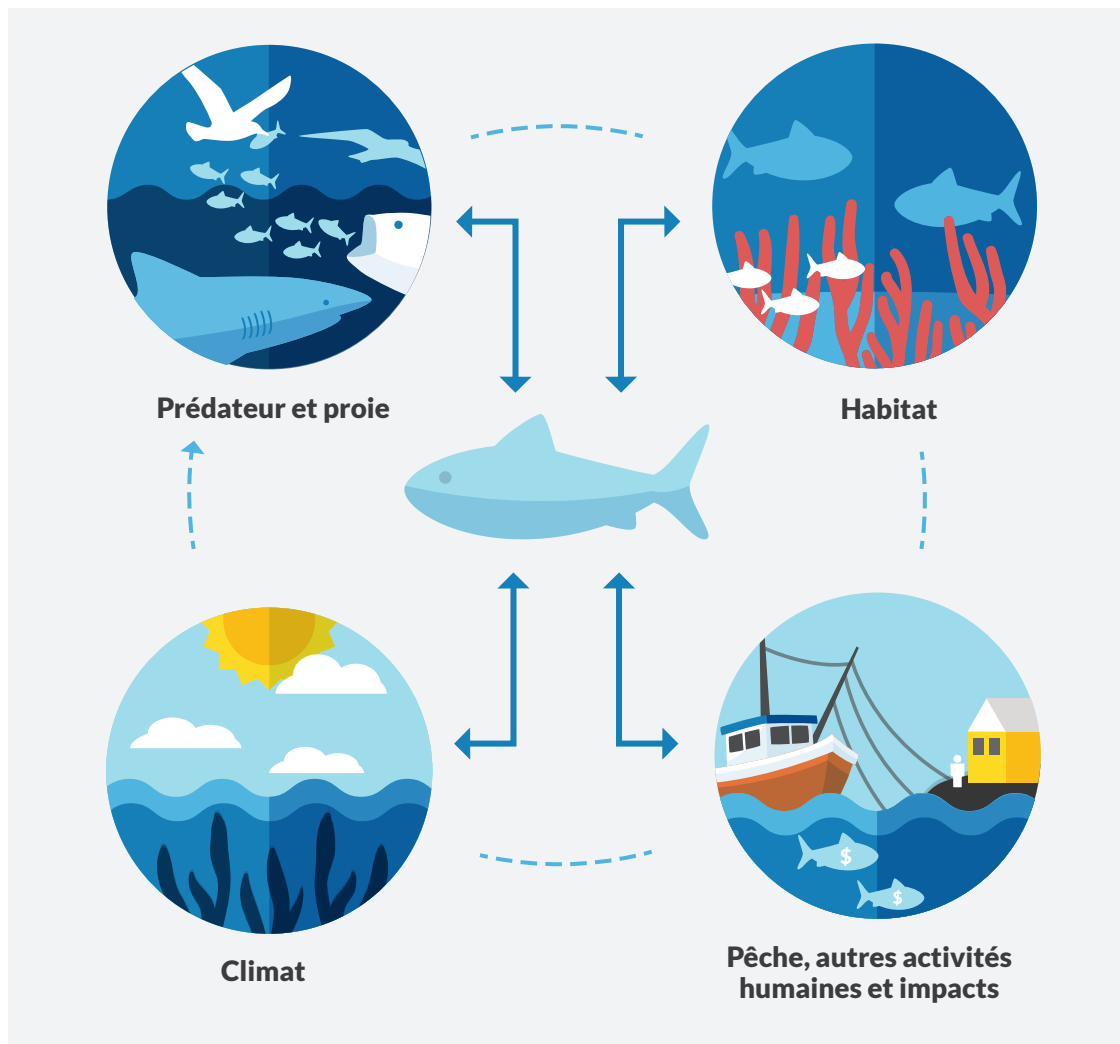 Prédateur et proie
Habitat
$
$
Climat
Pêche, autres activités
humaines et impacts